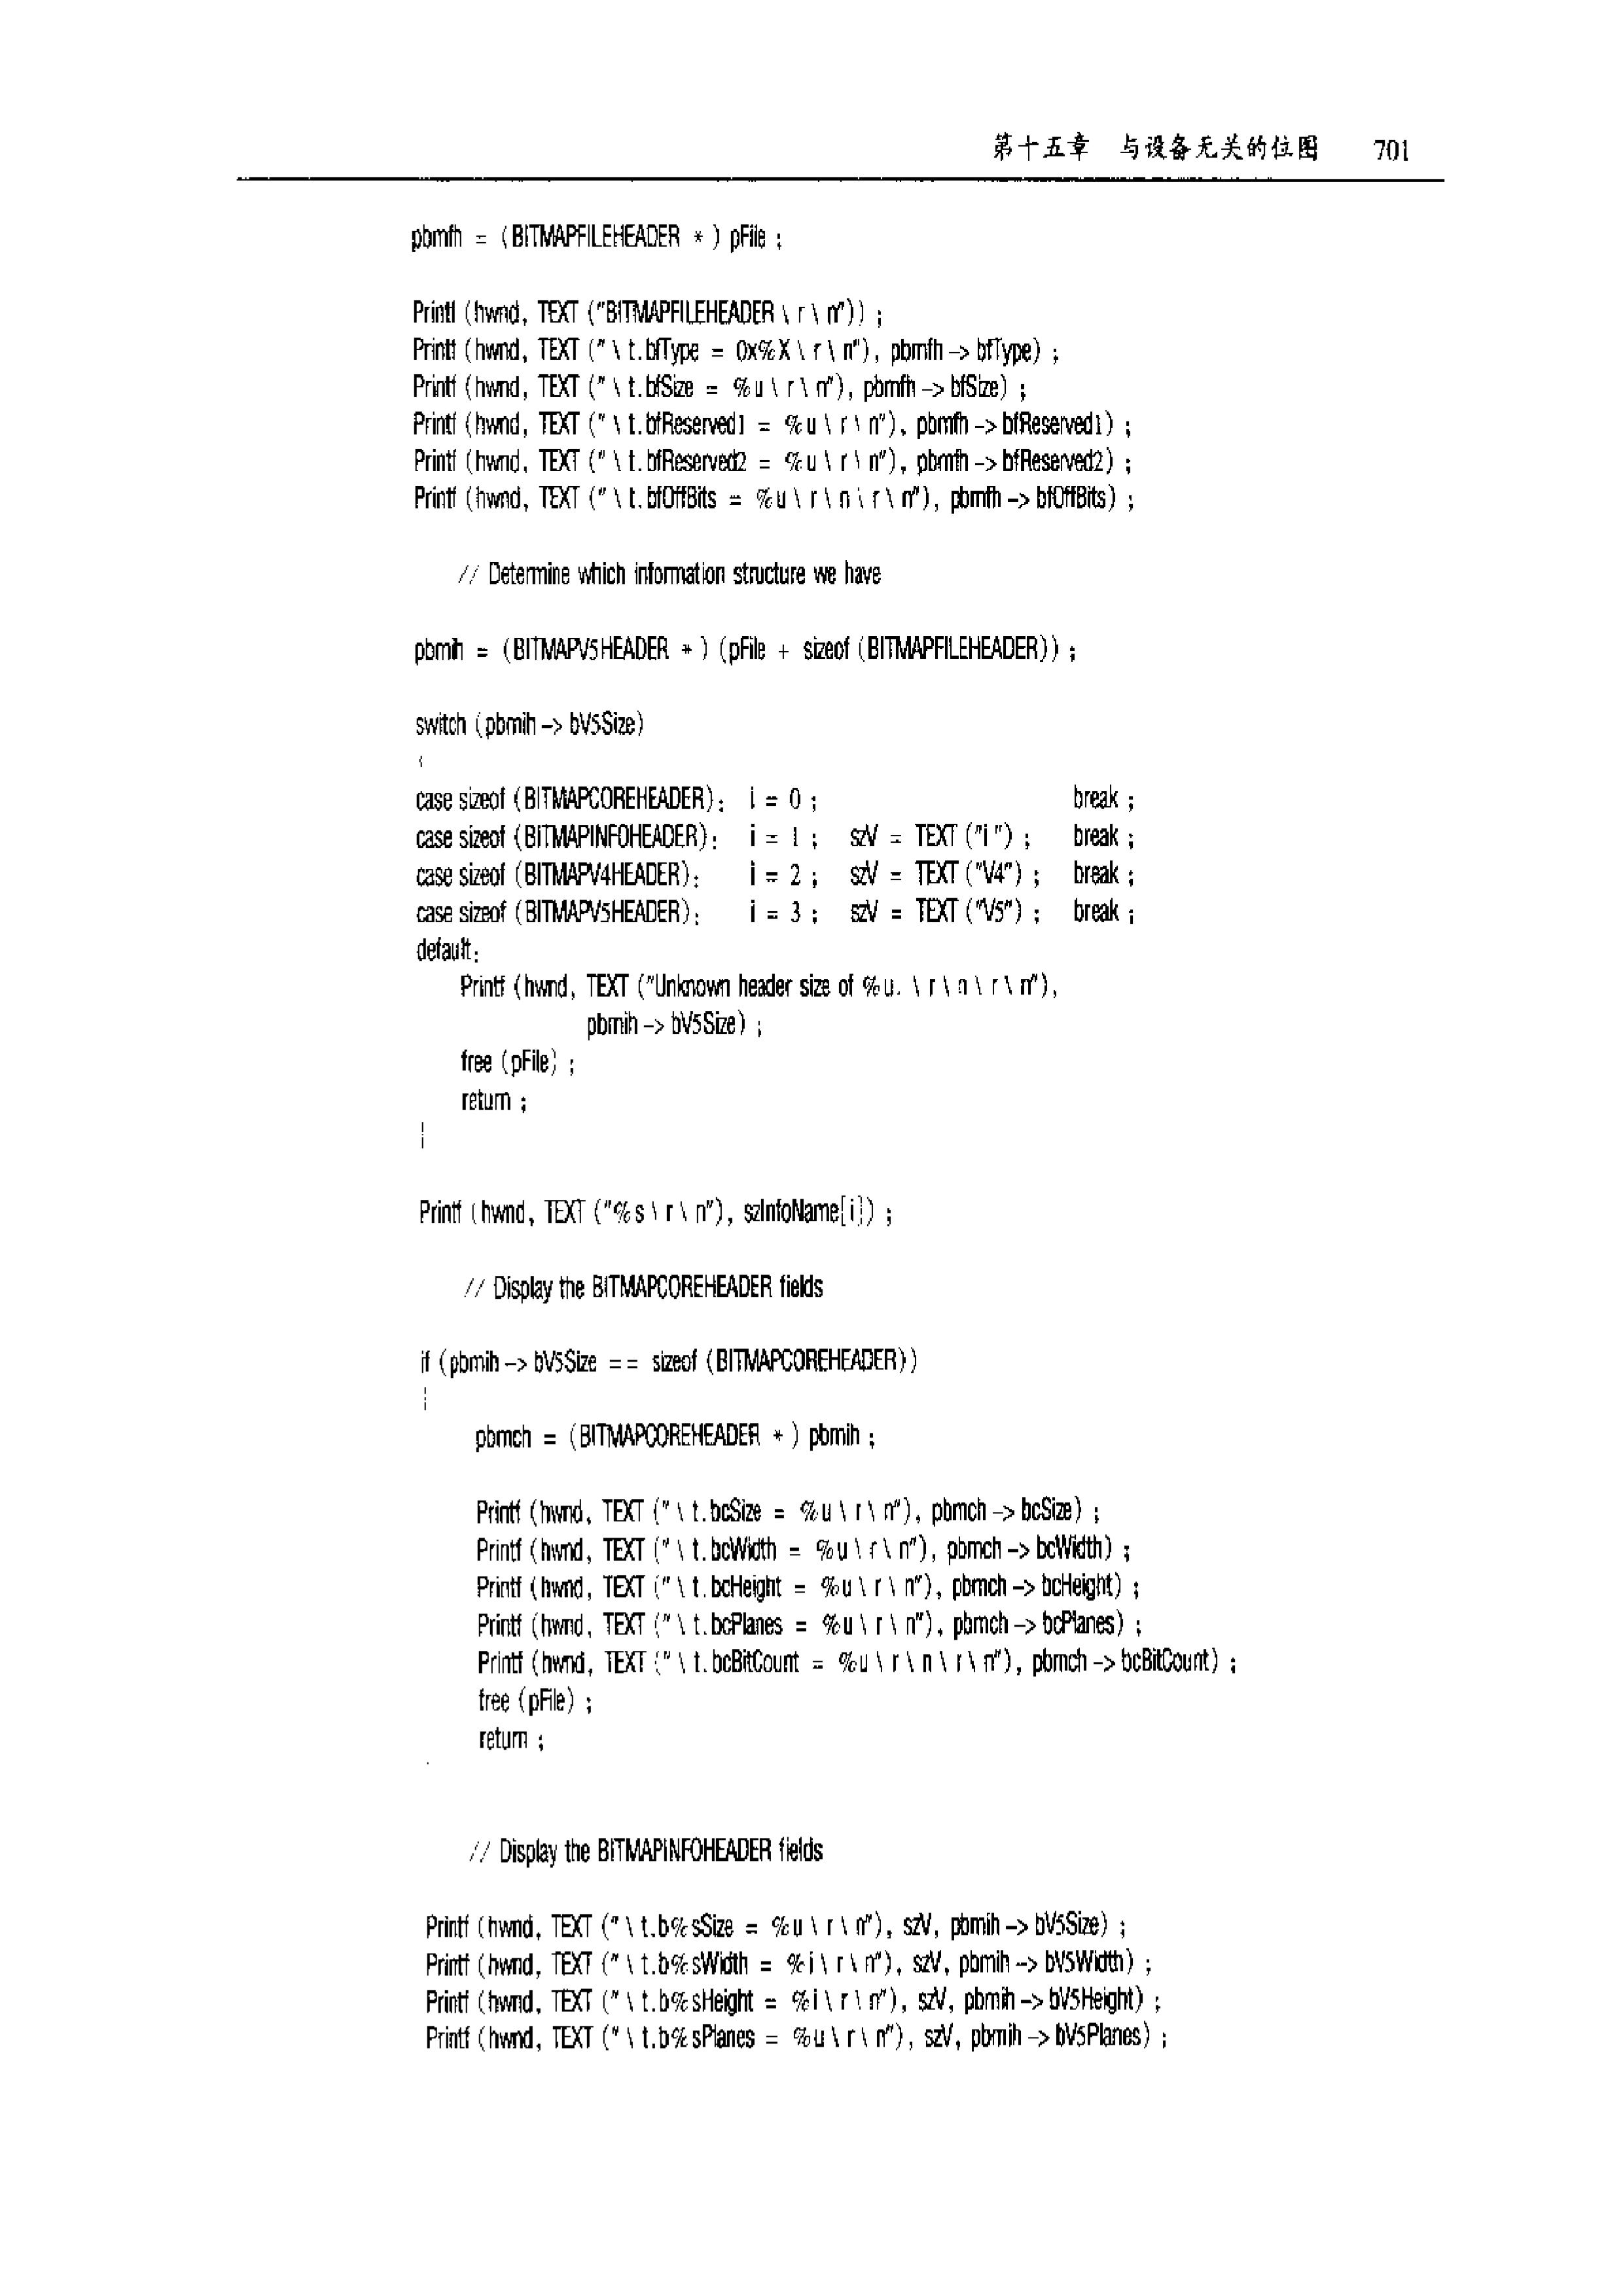 第十五章 与设备无关的位图 701
pbmfh = (BITMAPFILEHEADER * ) pFile ;
Printf (hwnd, TEXT ("BITMAPFILEHEADER \ r \ n")) ;
Printf (hwnd, TEXT (" \ t.bfType = 0x%X \ r \ n"), pbmfh -> bfType) ;
Printf (hwnd, TEXT (" \ t.bfSize = %u \ r \ n"), pbmfh -> bfSize) ;
Printf (hwnd, TEXT (" \ t.bfReserved1 = %u \ r \ n"), pbmfh -> bfReserved1) ;
Printf (hwnd, TEXT (" \ t.bfReserved2 = %u \ r \ n"), pbmfh -> bfReserved2) ;
Printf (hwnd, TEXT (" \ t.bfOffBits = %u \ r \ n \ r \ n"), pbmfh -> bfOffBits) ;
// Determine which information structure we have
pbmih = (BITMAPV5HEADER * ) (pFile + sizeof (BITMAPFILEHEADER)) ;
switch (pbmih -> bV5Size)
{
case sizeof (BITMAPCOREHEADER): i = 0 ; break ;
case sizeof (BITMAPINFOHEADER): i = 1 ; szV = TEXT ("i ") ; break ;
case sizeof (BITMAPV4HEADER): i = 2 ; szV = TEXT ("V4") ; break ;
case sizeof (BITMAPV5HEADER): i = 3 ; szV = TEXT ("V5") ; break ;
default:
Printf (hwnd, TEXT ("Unknown header size of %u. \ r \ n \ r \ n"),
pbmih -> bV5Size) ;
free (pFile) ;
return ;
}
Printf (hwnd, TEXT ("%s \ r \ n"), szInfoName[i]) ;
// Display the BITMAPCOREHEADER fields
if (pbmih -> bV5Size == sizeof (BITMAPCOREHEADER))
{
pbmch = (BITMAPCOREHEADER * ) pbmih ;
Printf (hwnd, TEXT (" \ t.bcSize = %u \ r \ n"), pbmch -> bcSize) ;
Printf (hwnd, TEXT (" \ t.bcWidth = %u \ r \ n"), pbmch -> bcWidth) ;
Printf (hwnd, TEXT (" \ t.bcHeight = %u \ r \ n"), pbmch -> bcHeight) ;
Printf (hwnd, TEXT (" \ t.bcPlanes = %u \ r \ n"), pbmch -> bcPlanes) ;
Printf (hwnd, TEXT (" \ t.bcBitCount = %u \ r \ n \ r \ n"), pbmch -> bcBitCount) ;
free (pFile) ;
return ;
// Display the BITMAPINFOHEADER fields
Printf (hwnd, TEXT (" \ t.b%sSize = %u \ r \ n"), szV, pbmih -> bV5Size) ;
Printf (hwnd, TEXT (" \ t.b%sWidth = %i \ r \ n"), szV, pbmih -> bV5Width) ;
Printf (hwnd, TEXT (" \ t.b%sHeight = %i \ r \ n"), szV, pbmih -> bV5Height) ;
Printf (hwnd, TEXT (" \ t.b%sPlanes = %u \ r \ n"), szV, pbmih -> bV5Planes) ;